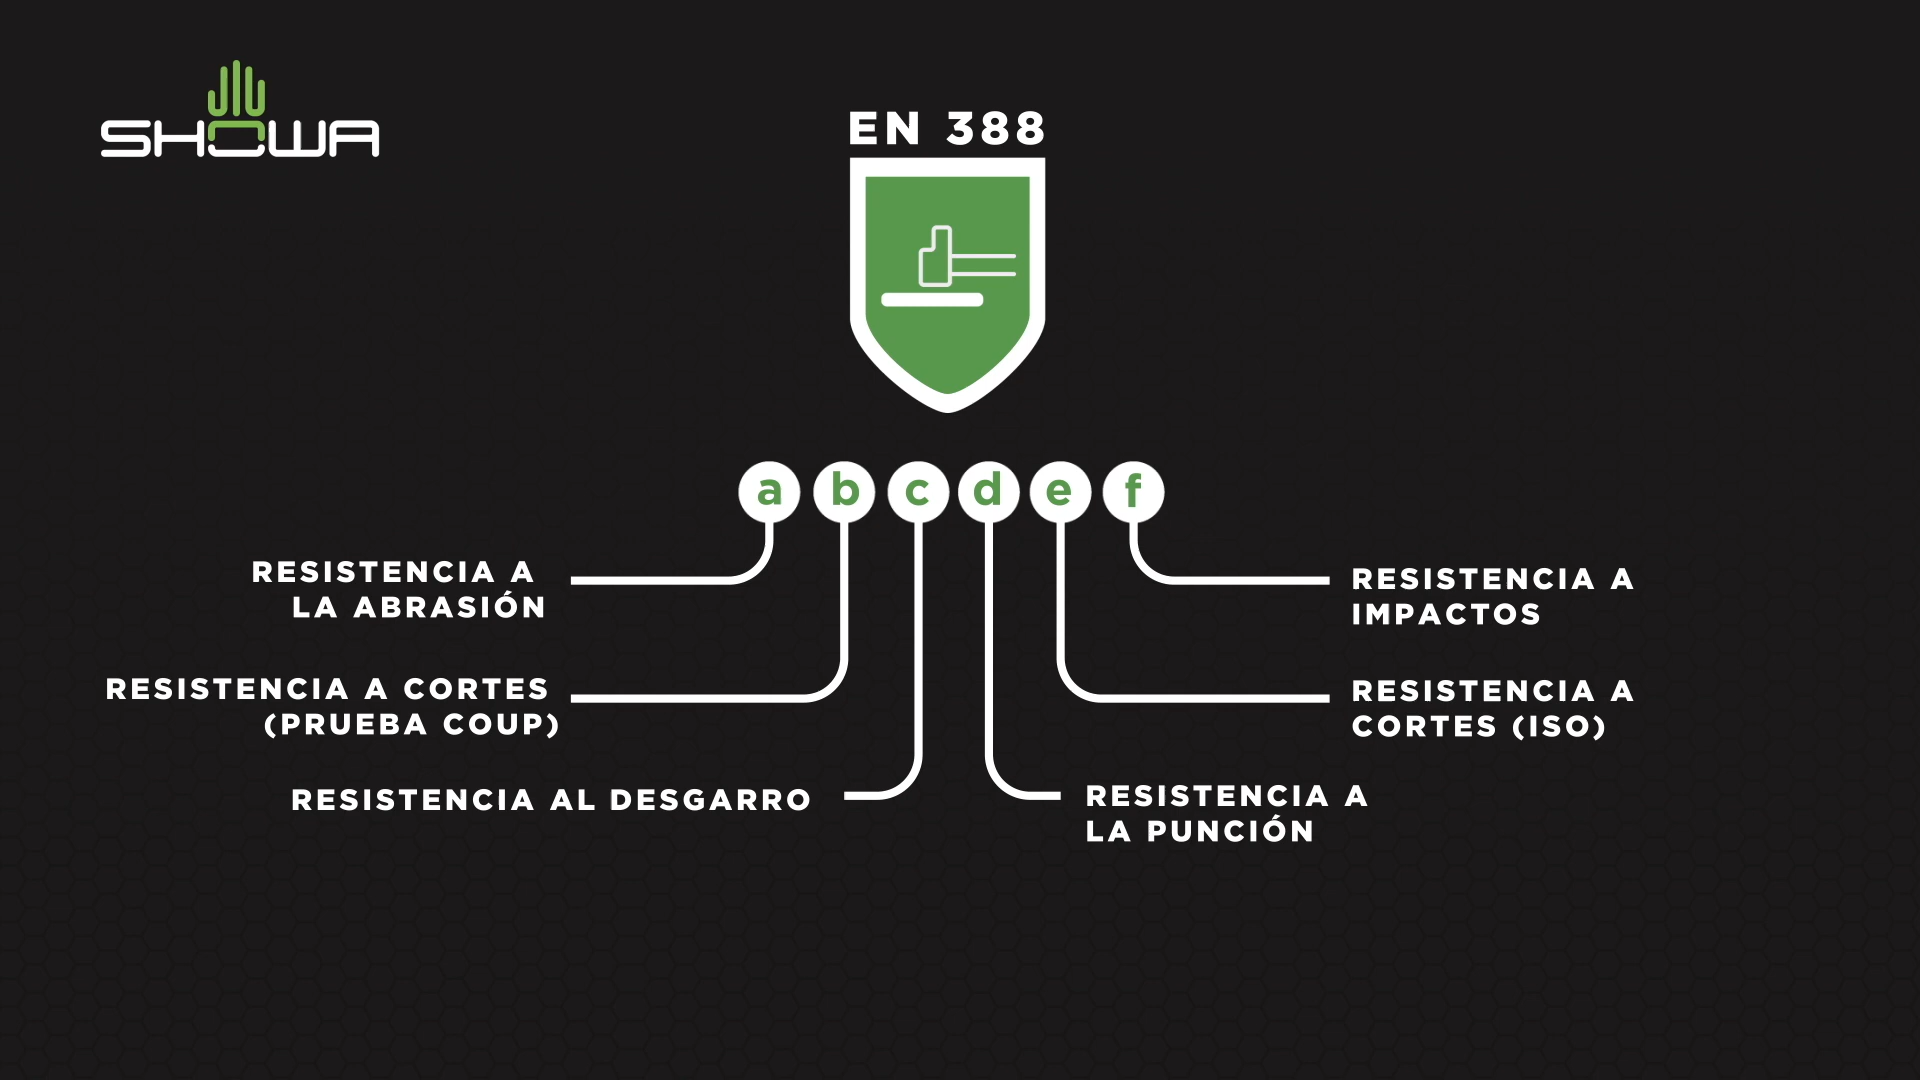 SHOWA
EN 388
a b c d e f
RESISTENCIA A
LA ABRASIÓN
RESISTENCIA A CORTES
(PRUEBA COUP)
RESISTENCIA AL DESGARRO
RESISTENCIA A
LA PUNCIÓN
RESISTENCIA A
CORTES (ISO)
RESISTENCIA A
IMPACTOS